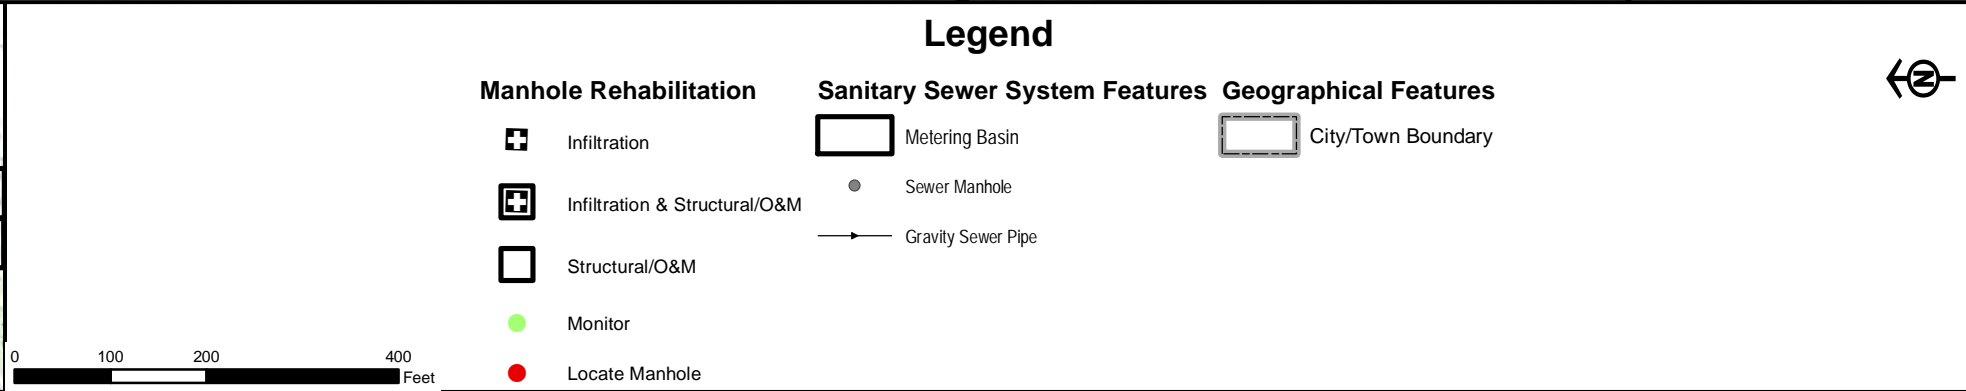 Legend
Manhole Rehabilitation
Infiltration
Infiltration & Structural/O&M
Structural/O&M
Monitor
Locate Manhole
Sanitary Sewer System Features
Metering Basin
Sewer Manhole
Gravity Sewer Pipe
Geographical Features
City/Town Boundary
N
0 100 200 400
Feet